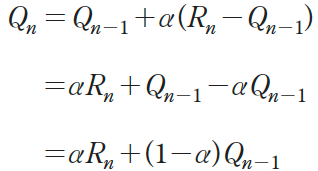 Qₙ = Qₙ₋₁ + α(Rₙ − Qₙ₋₁)
= αRₙ + Qₙ₋₁ − αQₙ₋₁
= αRₙ + (1−α)Qₙ₋₁